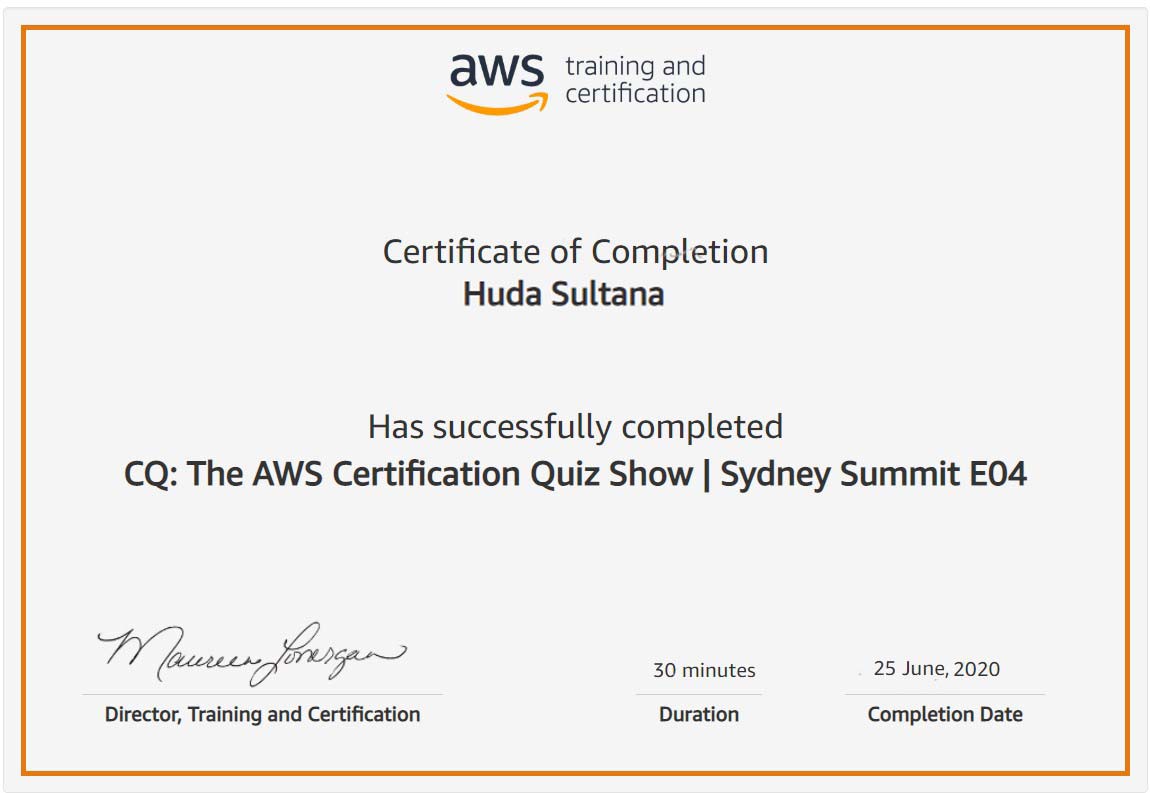 aws training and
certification
Certificate of Completion
Huda Sultana
Has successfully completed
CQ: The AWS Certification Quiz Show | Sydney Summit E04
Maureen Lonergan
Director, Training and Certification
30 minutes
Duration
25 June, 2020
Completion Date